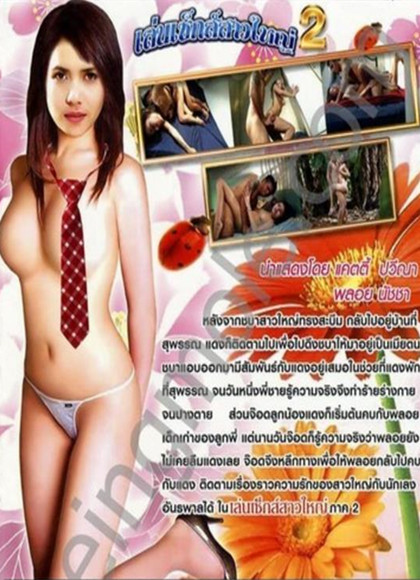 เล่นเซ็กส์สาวใหญ่ 2
นำแสดงโดย แคตตี้ ปวีณา
พลอย นัชชา
หลังจากชบาสาวใหญ่ทรงสะบึม กลับไปอยู่บ้านที่
สุพรรณ แดงก็ติดตามไปเพื่อไปดึงชบาให้มาอยู่เป็นเมียตน
ชบาแอบออกมามีสัมพันธ์กับแดงอยู่เสมอในช่วยที่แดงพัก
ที่สุพรรณ จนวันหนึ่งพี่ชายรู้ความจริงจึงทำร้ายร่างกาย
จนปางตาย ส่วนจ๊อดลูกน้องแดงก็เริ่มต้นคบกับพลอย
เด็กเก่าของลูกพี่ แต่นานวันจ๊อดก็รู้ความจริงว่าพลอยยัง
ไม่เคยลืมแดงเลย จ๊อดจึงหลีกทางเพื่อให้พลอยกลับไปคบ
กับแดง ติดตามเรื่องราวความรักของสาวใหญ่กับนักเลง
อันธพาลได้ ในเล่นเซ็กส์สาวใหญ่ ภาค 2